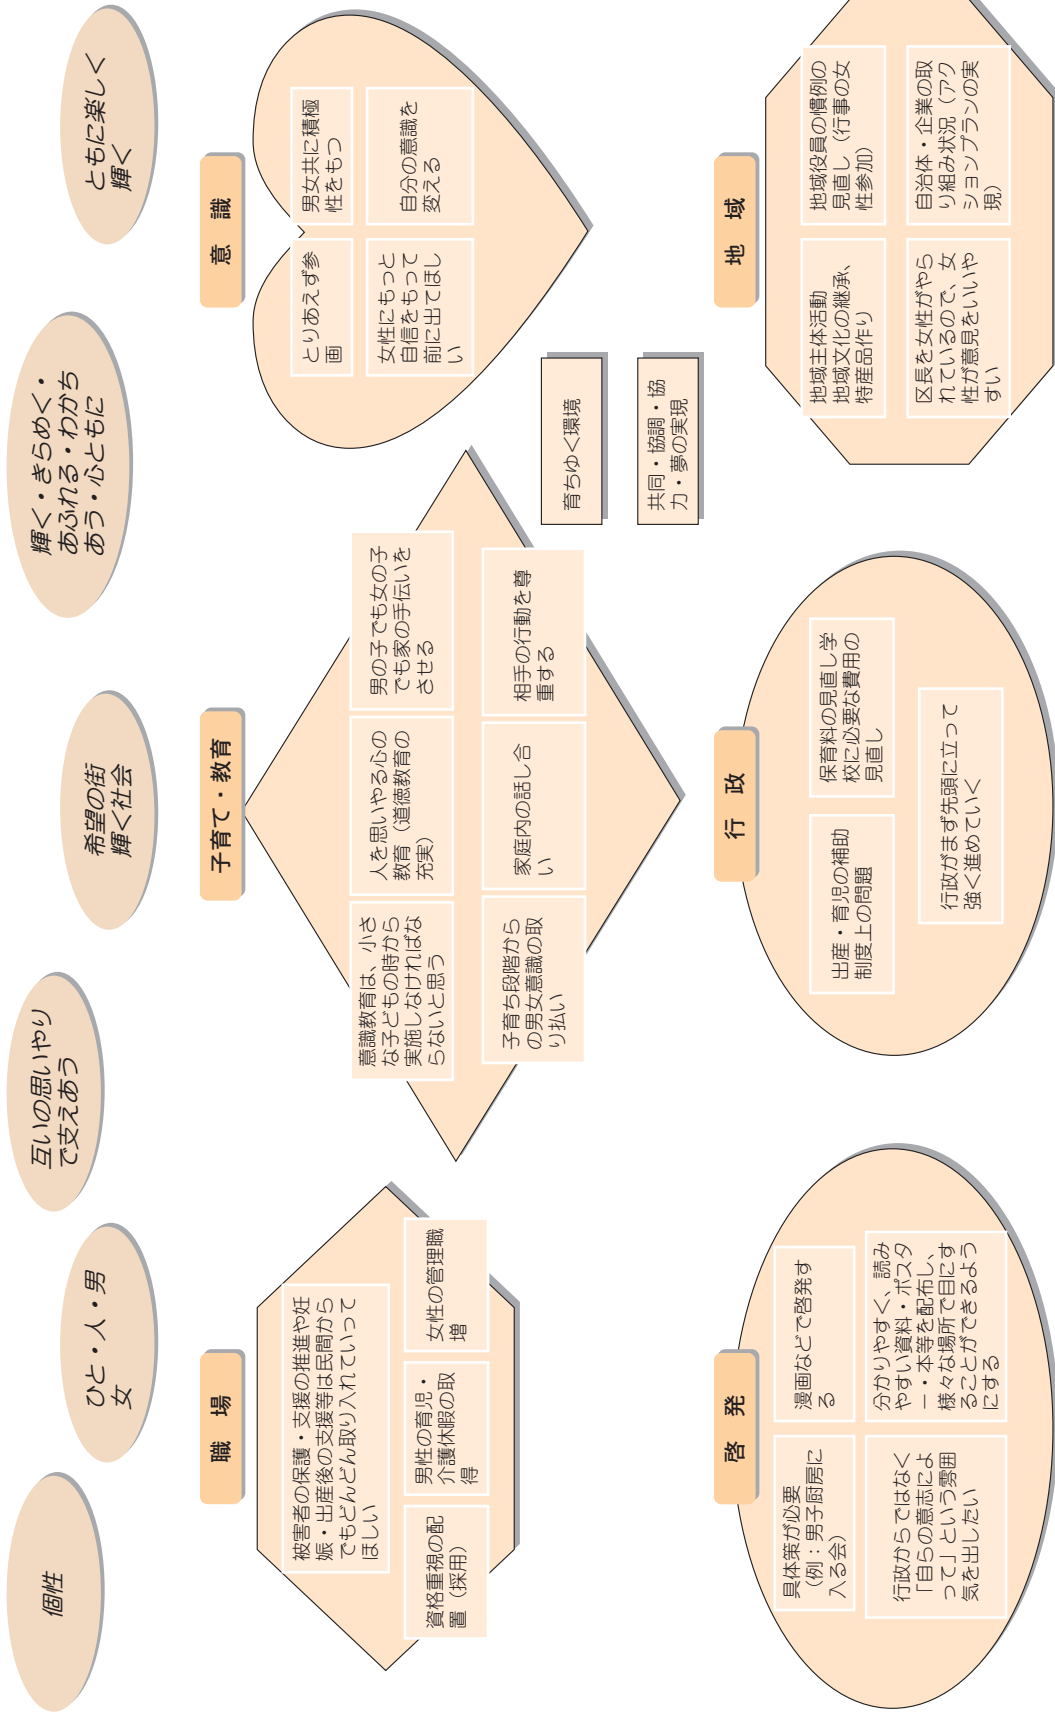 個性
ひと・人・男
女
互いの思いやり
で支えあう
希望の街
輝く社会
輝く・きらめく・
あふれる・わかち
あう・心ともに
ともに楽しく
輝く
職 場
被害者の保護・支援の推進や妊
娠・出産後の支援等は民間から
でもどんどん取り入れていって
ほしい
資格重視の配
置（採用）
男性の育児・
介護休暇の取
得
女性の管理職
増
子育て・教育
意識教育は、小さ
な子どもの時から
実施しなければな
らないと思う
人を思いやる心の
教育（道徳教育の
充実）
男の子でも女の子
でも家の手伝いを
させる
子育ち段階から
の男女意識の取
り払い
家庭内の話し合
い
相手の行動を尊
重する
意 識
とりあえず参
画
男女共に積極
性をもつ
女性にもっと
自信をもって
前に出てほし
い
自分の意識を
変える
育ちゆく環境
共同・協調・協
力・夢の実現
啓 発
具体策が必要
（例：男子厨房に
入る会）
漫画などで啓発す
る
行政からではなく
「自らの意志によ
って」という雰囲
気を出したい
分かりやすく、読み
やすい資料・ポスタ
ー・本等を配布し、
様々な場所で目にす
ることができるよう
にする
行 政
出産・育児の補助
制度上の問題
保育料の見直し学
校に必要な費用の
見直し
行政がまず先頭に立って
強く進めていく
地 域
地域主体活動
地域文化の継承、
特産品作り
地域役員の慣例の
見直し（行事の女
性参加）
区長を女性がやら
れているので、女
性が意見をいいや
すい
自治体・企業の取
り組み状況（アク
ションプランの実
現）